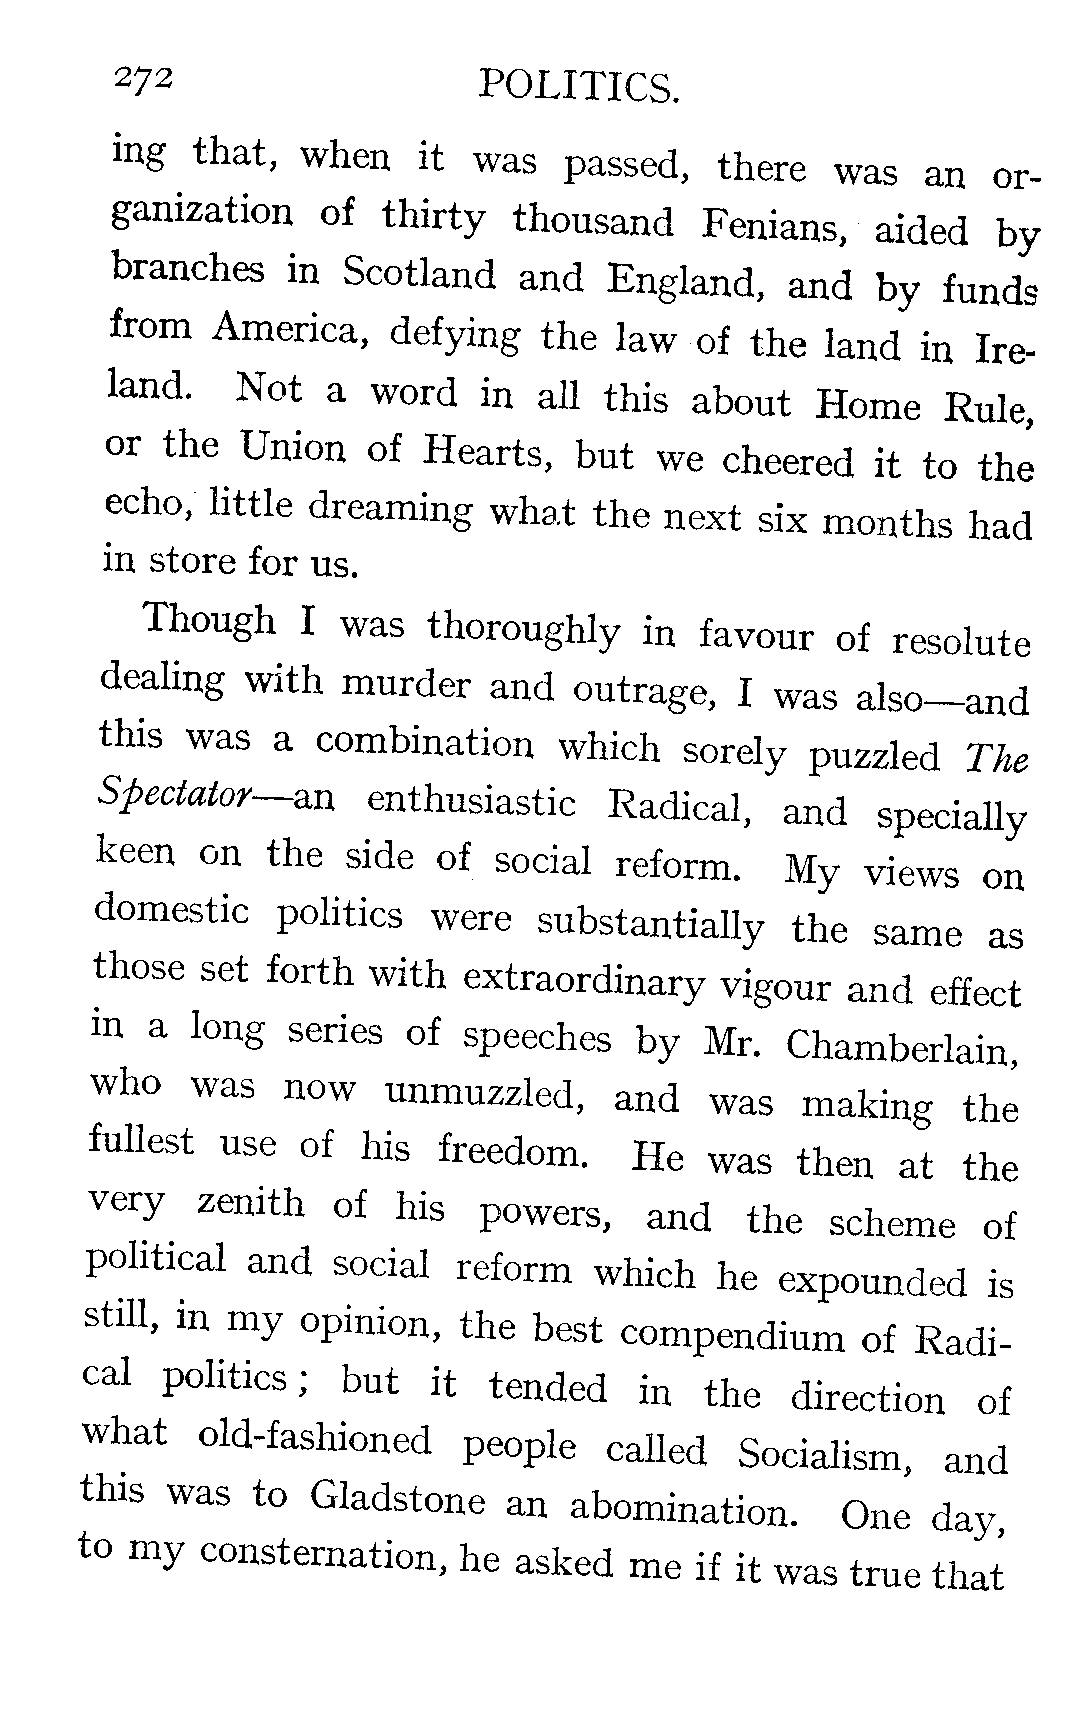 272 POLITICS.
ing that, when it was passed, there was an or-
ganization of thirty thousand Fenians, aided by
branches in Scotland and England, and by funds
from America, defying the law of the land in Ire-
land. Not a word in all this about Home Rule,
or the Union of Hearts, but we cheered it to the
echo, little dreaming what the next six months had
in store for us.
Though I was thoroughly in favour of resolute
dealing with murder and outrage, I was also—and
this was a combination which sorely puzzled The
Spectator—an enthusiastic Radical, and specially
keen on the side of social reform. My views on
domestic politics were substantially the same as
those set forth with extraordinary vigour and effect
in a long series of speeches by Mr. Chamberlain,
who was now unmuzzled, and was making the
fullest use of his freedom. He was then at the
very zenith of his powers, and the scheme of
political and social reform which he expounded is
still, in my opinion, the best compendium of Radi-
cal politics; but it tended in the direction of
what old-fashioned people called Socialism, and
this was to Gladstone an abomination. One day,
to my consternation, he asked me if it was true that